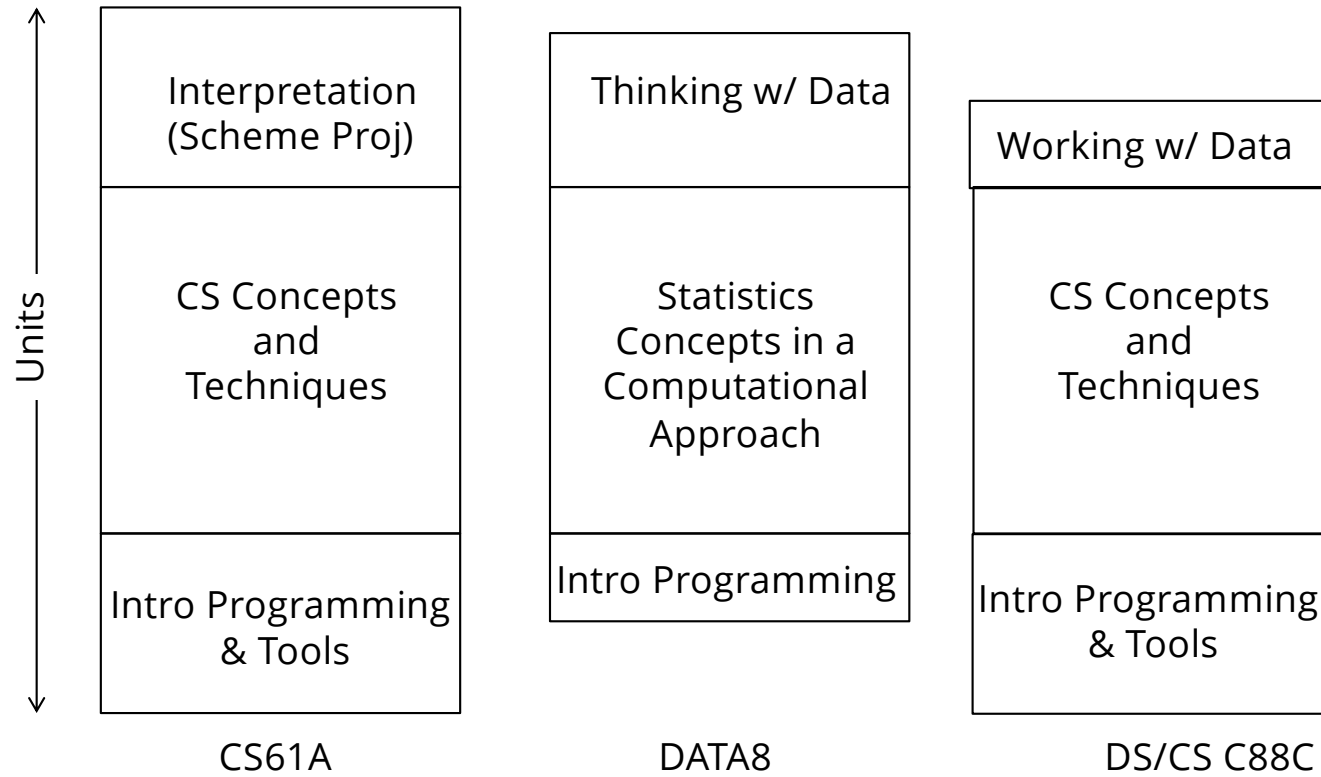 Units
Interpretation
(Scheme Proj)
CS Concepts
and
Techniques
Intro Programming
& Tools
CS61A
Thinking w/ Data
Statistics
Concepts in a
Computational
Approach
Intro Programming
DATA8
Working w/ Data
CS Concepts
and
Techniques
Intro Programming
& Tools
DS/CS C88C